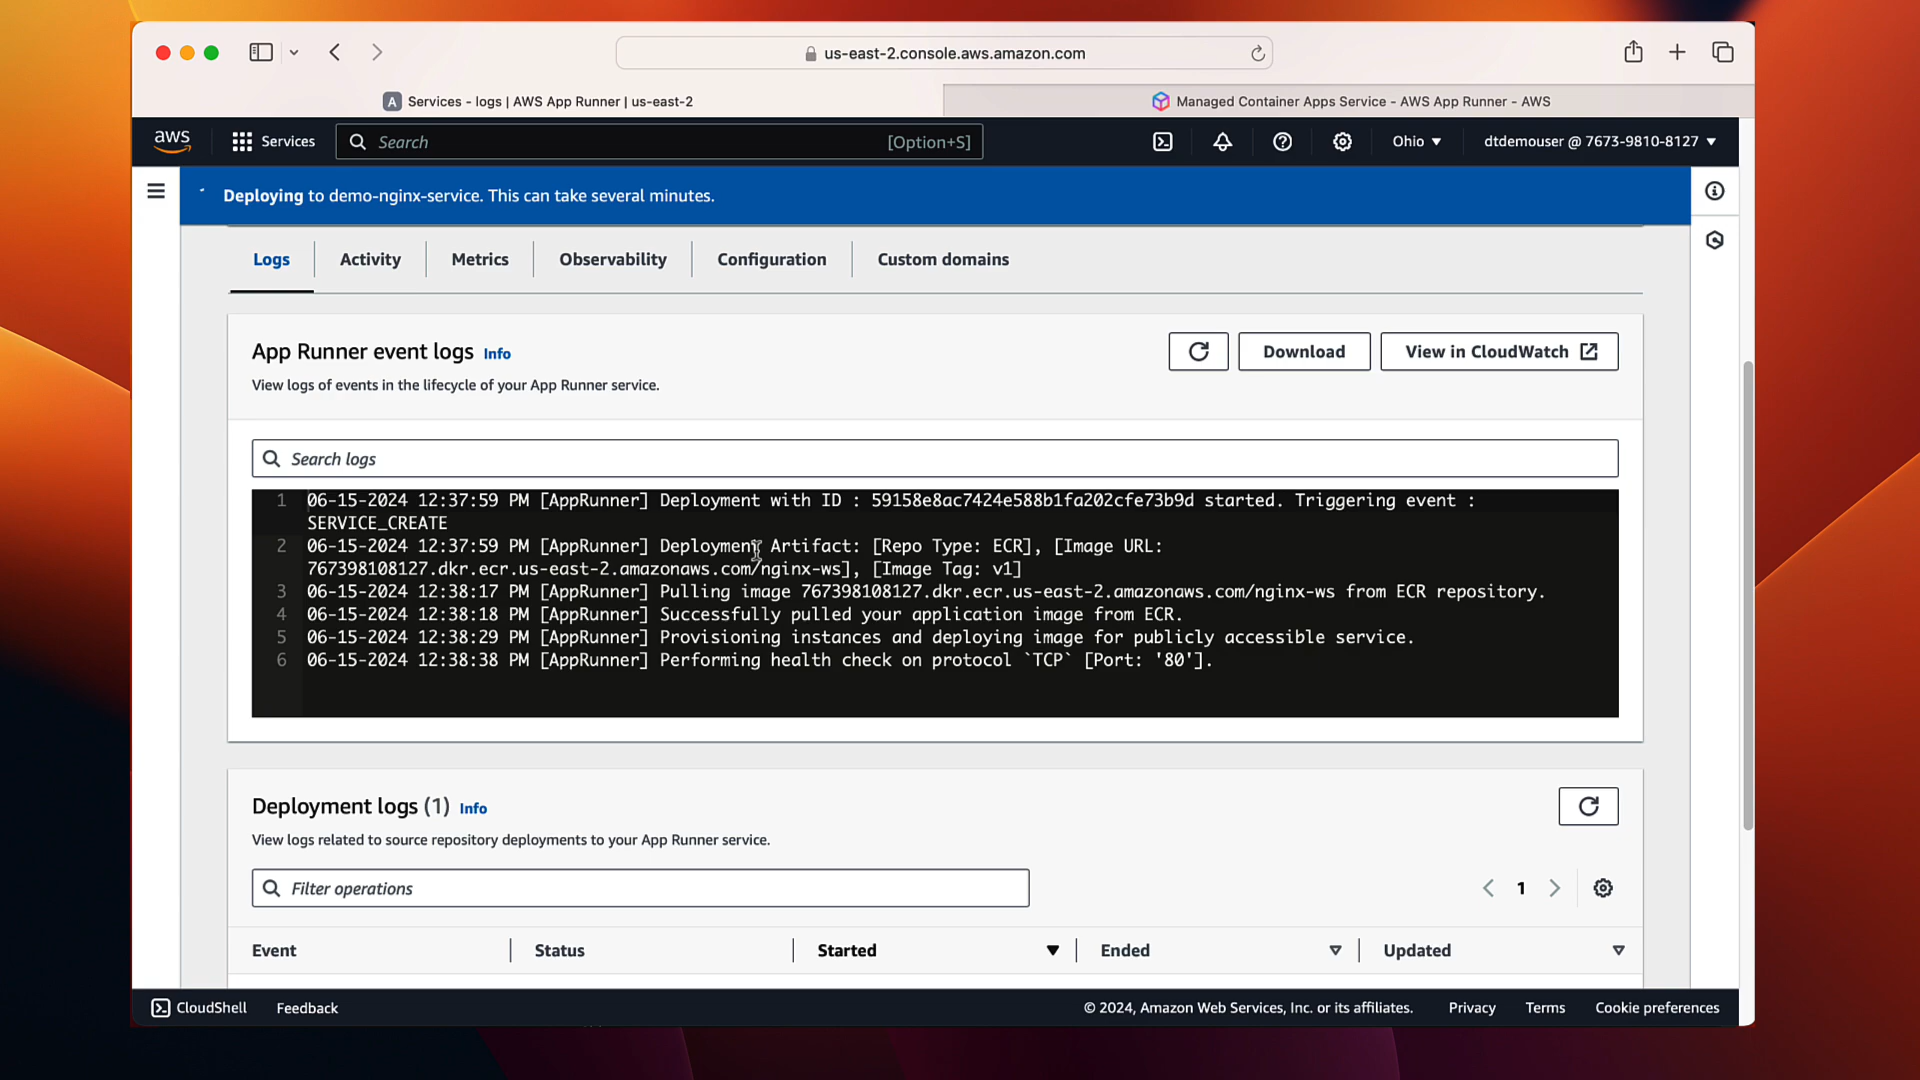 us-east-2.console.aws.amazon.com
A Services - logs | AWS App Runner | us-east-2
Managed Container Apps Service - AWS App Runner - AWS
aws
Services
Search
[Option+S]
Ohio
dtdemouser @ 7673-9810-8127
Deploying to demo-nginx-service. This can take several minutes.
Logs
Activity
Metrics
Observability
Configuration
Custom domains
App Runner event logs Info
Download
View in CloudWatch
View logs of events in the lifecycle of your App Runner service.
Search logs
1 06-15-2024 12:37:59 PM [AppRunner] Deployment with ID : 59158e8ac7424e588b1fa202cfe73b9d started. Triggering event :
SERVICE_CREATE
2 06-15-2024 12:37:59 PM [AppRunner] Deployment Artifact: [Repo Type: ECR], [Image URL:
767398108127.dkr.ecr.us-east-2.amazonaws.com/nginx-ws], [Image Tag: v1]
3 06-15-2024 12:38:17 PM [AppRunner] Pulling image 767398108127.dkr.ecr.us-east-2.amazonaws.com/nginx-ws from ECR repository.
4 06-15-2024 12:38:18 PM [AppRunner] Successfully pulled your application image from ECR.
5 06-15-2024 12:38:29 PM [AppRunner] Provisioning instances and deploying image for publicly accessible service.
6 06-15-2024 12:38:38 PM [AppRunner] Performing health check on protocol `TCP` [Port: '80'].
Deployment logs (1) Info
View logs related to source repository deployments to your App Runner service.
Filter operations
1
Event
Status
Started
Ended
Updated
CloudShell
Feedback
© 2024, Amazon Web Services, Inc. or its affiliates.
Privacy
Terms
Cookie preferences